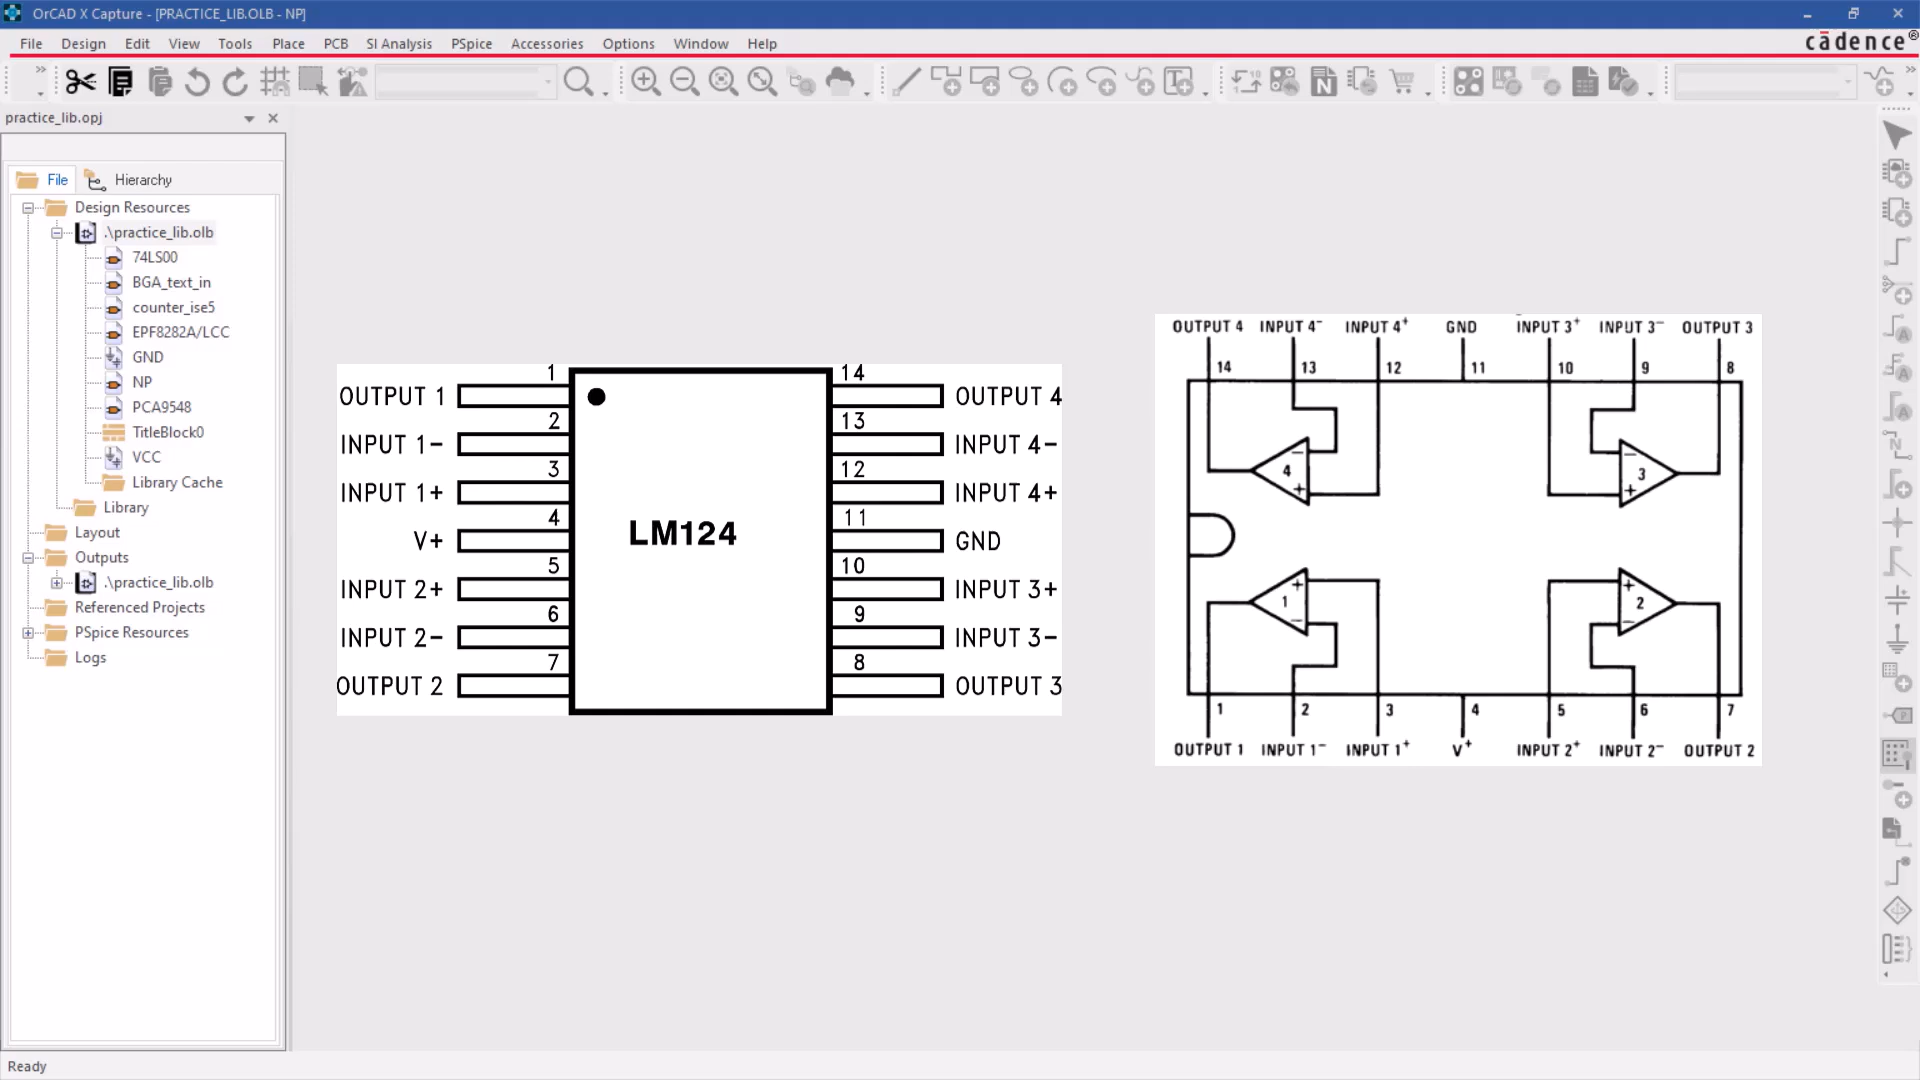 OrCAD X Capture - [PRACTICE_LIB.OLB - NP]
File Design Edit View Tools Place PCB SI Analysis PSpice Accessories Options Window Help
cādence®
practice_lib.opj
File Hierarchy
Design Resources
.\practice_lib.olb
74LS00
BGA_text_in
counter_ise5
EPF8282A/LCC
GND
NP
PCA9548
TitleBlock0
VCC
Library Cache
Library
Layout
Outputs
.\practice_lib.olb
Referenced Projects
PSpice Resources
Logs
1 14
OUTPUT 1 OUTPUT 4
2 13
INPUT 1- INPUT 4-
3 12
INPUT 1+ INPUT 4+
4 11
V+ LM124 GND
5 10
INPUT 2+ INPUT 3+
6 9
INPUT 2- INPUT 3-
7 8
OUTPUT 2 OUTPUT 3
OUTPUT 4 INPUT 4- INPUT 4+ GND INPUT 3+ INPUT 3- OUTPUT 3
14 13 12 11 10 9 8
4 3
1 2
1 2 3 4 5 6 7
OUTPUT 1 INPUT 1- INPUT 1+ V+ INPUT 2+ INPUT 2- OUTPUT 2
Ready